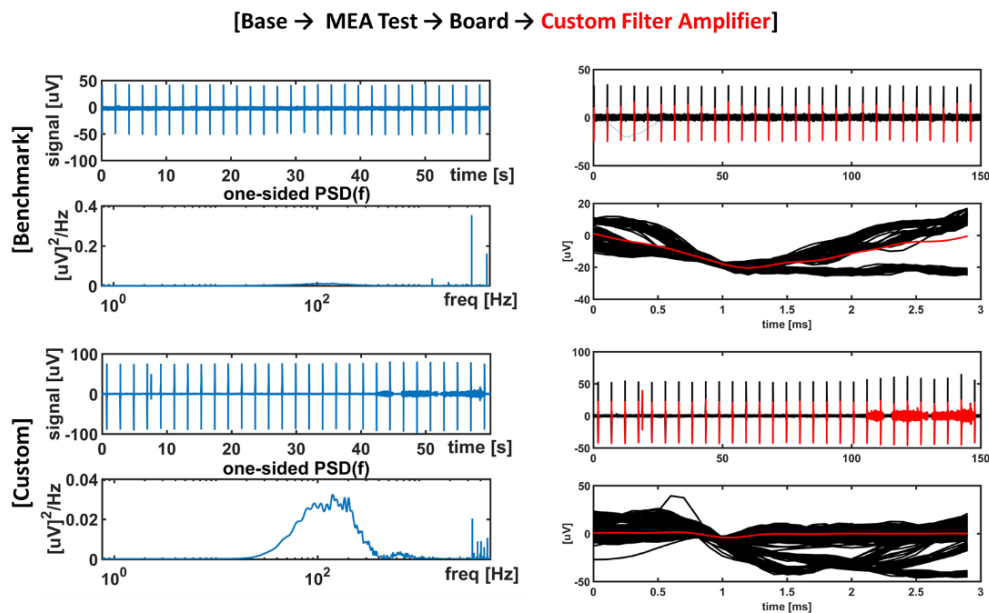 [Base → MEA Test → Board → Custom Filter Amplifier]
[Benchmark]
signal [uV]
50
0
-50
-100
0 10 20 30 40 50
time [s]
one-sided PSD(f)
[uV]²/Hz
0.4
0.2
0
10⁰ 10²
freq [Hz]
50
0
-50
0 50 100 150
[uV]
20
0
-20
-40
0 0.5 1 1.5 2 2.5 3
time [ms]
[Custom]
signal [uV]
100
0
-100
0 10 20 30 40 50
time [s]
one-sided PSD(f)
[uV]²/Hz
0.04
0.02
0
10⁰ 10²
freq [Hz]
100
50
0
-50
0 50 100 150
[uV]
50
0
-50
0 0.5 1 1.5 2 2.5 3
time [ms]